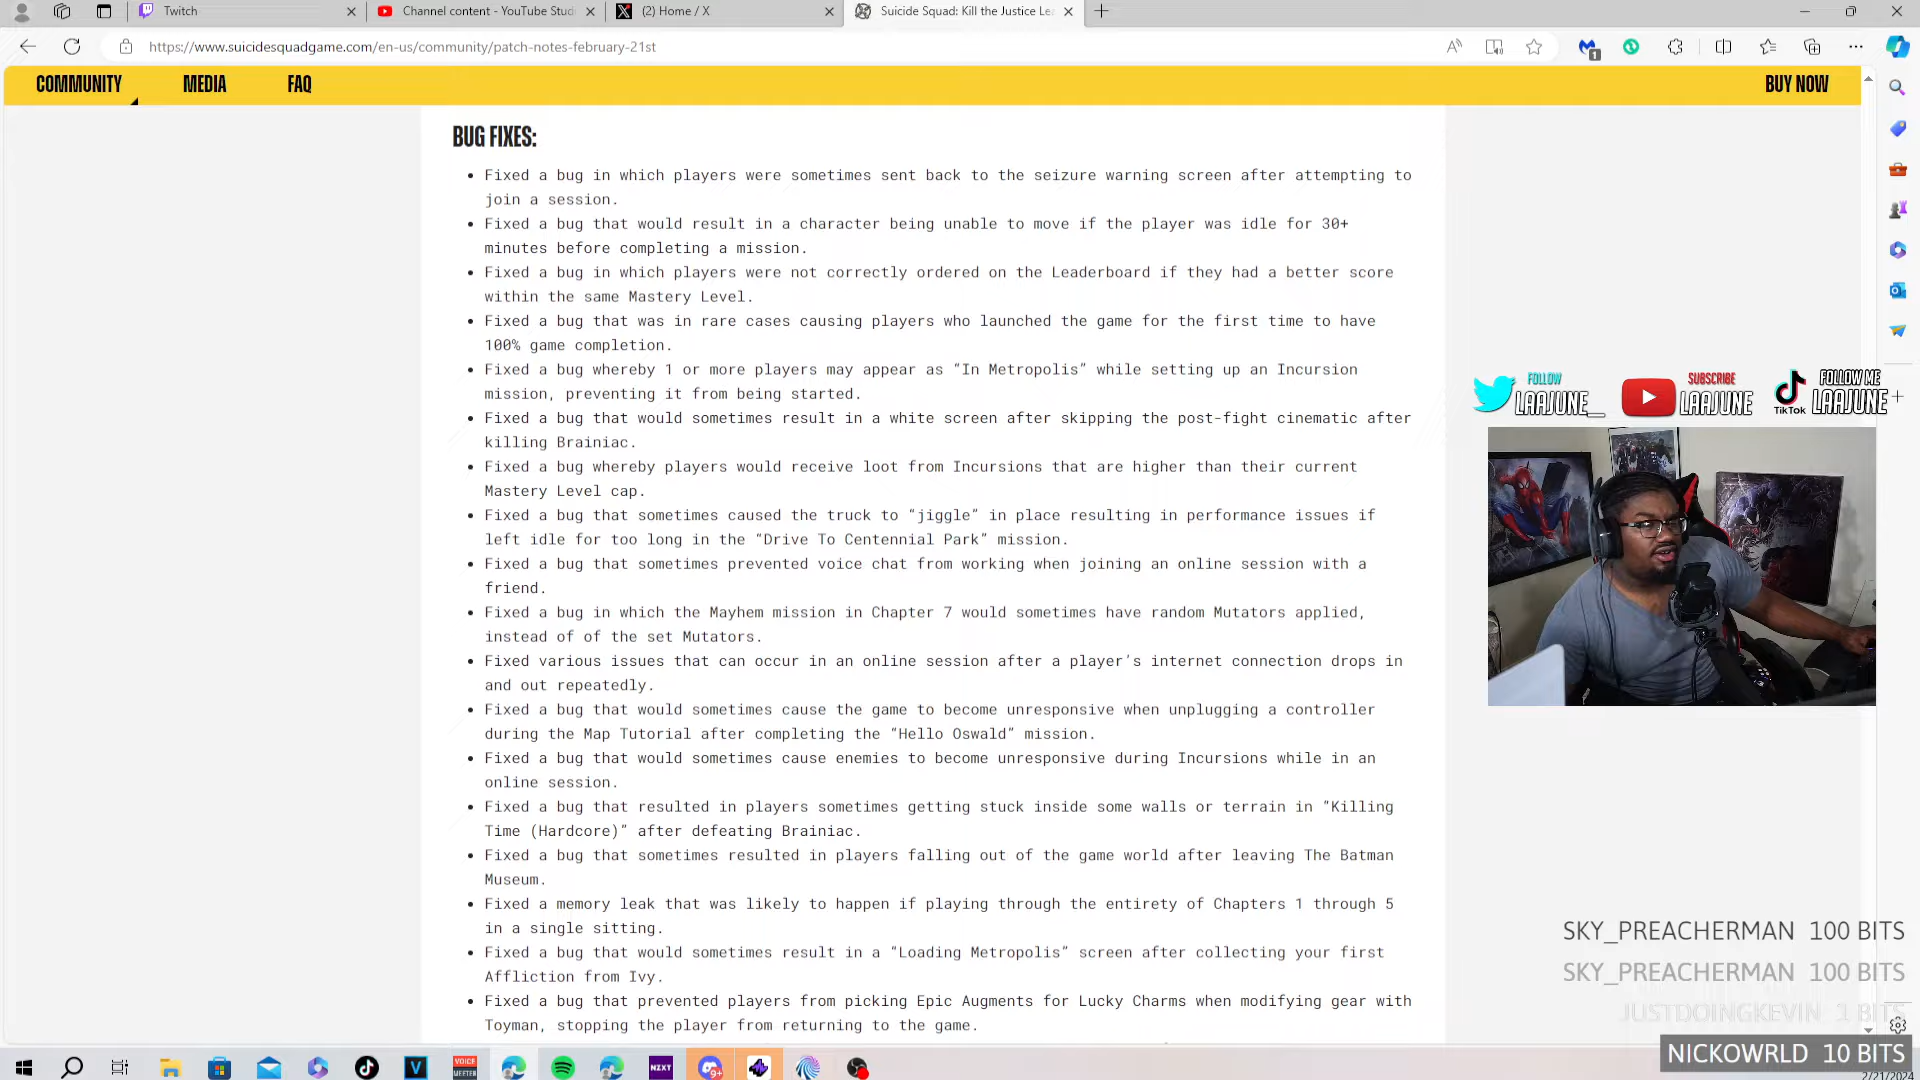 Twitch
Channel content - YouTube Stud
(2) Home / X
Suicide Squad: Kill the Justice Lea
https://www.suicidesquadgame.com/en-us/community/patch-notes-february-21st
1
COMMUNITY
MEDIA
FAQ
BUY NOW
BUG FIXES:
• Fixed a bug in which players were sometimes sent back to the seizure warning screen after attempting to
join a session.
• Fixed a bug that would result in a character being unable to move if the player was idle for 30+
minutes before completing a mission.
• Fixed a bug in which players were not correctly ordered on the Leaderboard if they had a better score
within the same Mastery Level.
• Fixed a bug that was in rare cases causing players who launched the game for the first time to have
100% game completion.
• Fixed a bug whereby 1 or more players may appear as “In Metropolis” while setting up an Incursion
mission, preventing it from being started.
• Fixed a bug that would sometimes result in a white screen after skipping the post-fight cinematic after
killing Brainiac.
• Fixed a bug whereby players would receive loot from Incursions that are higher than their current
Mastery Level cap.
• Fixed a bug that sometimes caused the truck to “jiggle” in place resulting in performance issues if
left idle for too long in the “Drive To Centennial Park” mission.
• Fixed a bug that sometimes prevented voice chat from working when joining an online session with a
friend.
• Fixed a bug in which the Mayhem mission in Chapter 7 would sometimes have random Mutators applied,
instead of of the set Mutators.
• Fixed various issues that can occur in an online session after a player’s internet connection drops in
and out repeatedly.
• Fixed a bug that would sometimes cause the game to become unresponsive when unplugging a controller
during the Map Tutorial after completing the “Hello Oswald” mission.
• Fixed a bug that would sometimes cause enemies to become unresponsive during Incursions while in an
online session.
• Fixed a bug that resulted in players sometimes getting stuck inside some walls or terrain in “Killing
Time (Hardcore)” after defeating Brainiac.
• Fixed a bug that sometimes resulted in players falling out of the game world after leaving The Batman
Museum.
• Fixed a memory leak that was likely to happen if playing through the entirety of Chapters 1 through 5
in a single sitting.
• Fixed a bug that would sometimes result in a “Loading Metropolis” screen after collecting your first
Affliction from Ivy.
• Fixed a bug that prevented players from picking Epic Augments for Lucky Charms when modifying gear with
Toyman, stopping the player from returning to the game.
FOLLOW
LAAJUNE_
SUBSCRIBE
LAAJUNE
TikTok
FOLLOW ME
LAAJUNE
SKY_PREACHERMAN 100 BITS
SKY_PREACHERMAN 100 BITS
JUSTDOINGKEVIN 1 BITS
NICKOWRLD 10 BITS
VOICE
MEETER
NZXT
9+
2/21/2024